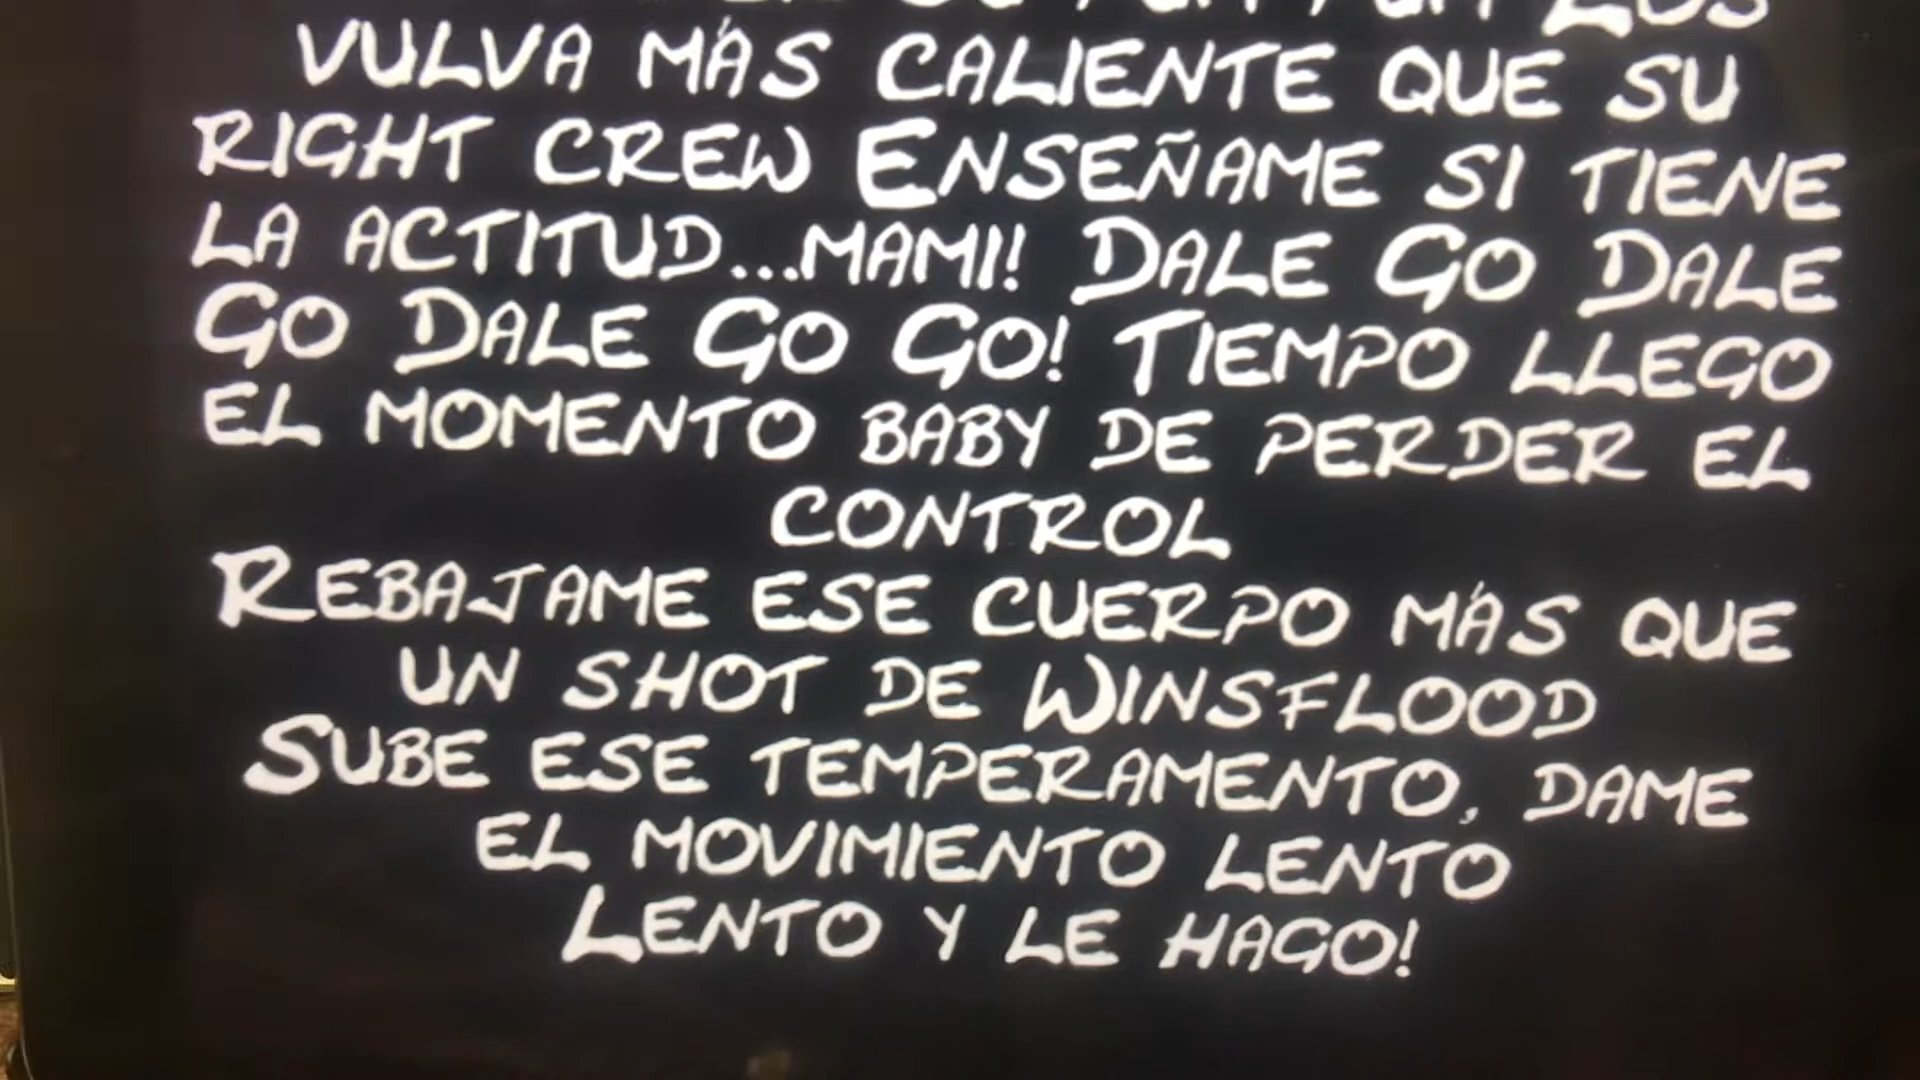 Los
vulva más caliente que su
right crew Enseñame si tiene
la actitud...mami! Dale Go Dale
Go Dale Go Go! Tiempo llego
el momento baby de perder el
control
Rebajame ese cuerpo más que
un shot de Winsflood
Sube ese temperamento, dame
el movimiento lento
Lento y le hago!